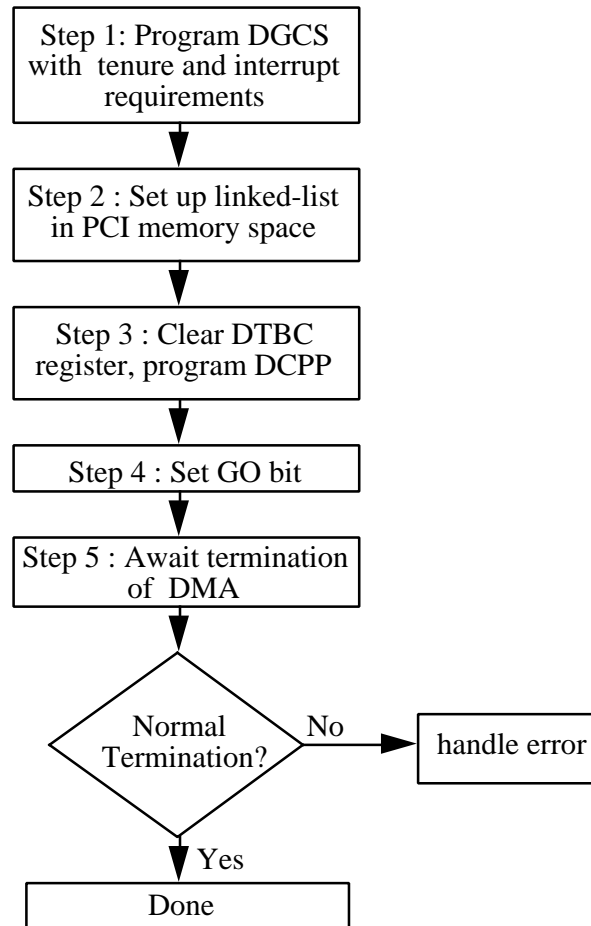 Step 1: Program DGCS
with tenure and interrupt
requirements
Step 2 : Set up linked-list
in PCI memory space
Step 3 : Clear DTBC
register, program DCPP
Step 4 : Set GO bit
Step 5 : Await termination
of DMA
Normal
Termination?
No
handle error
Yes
Done